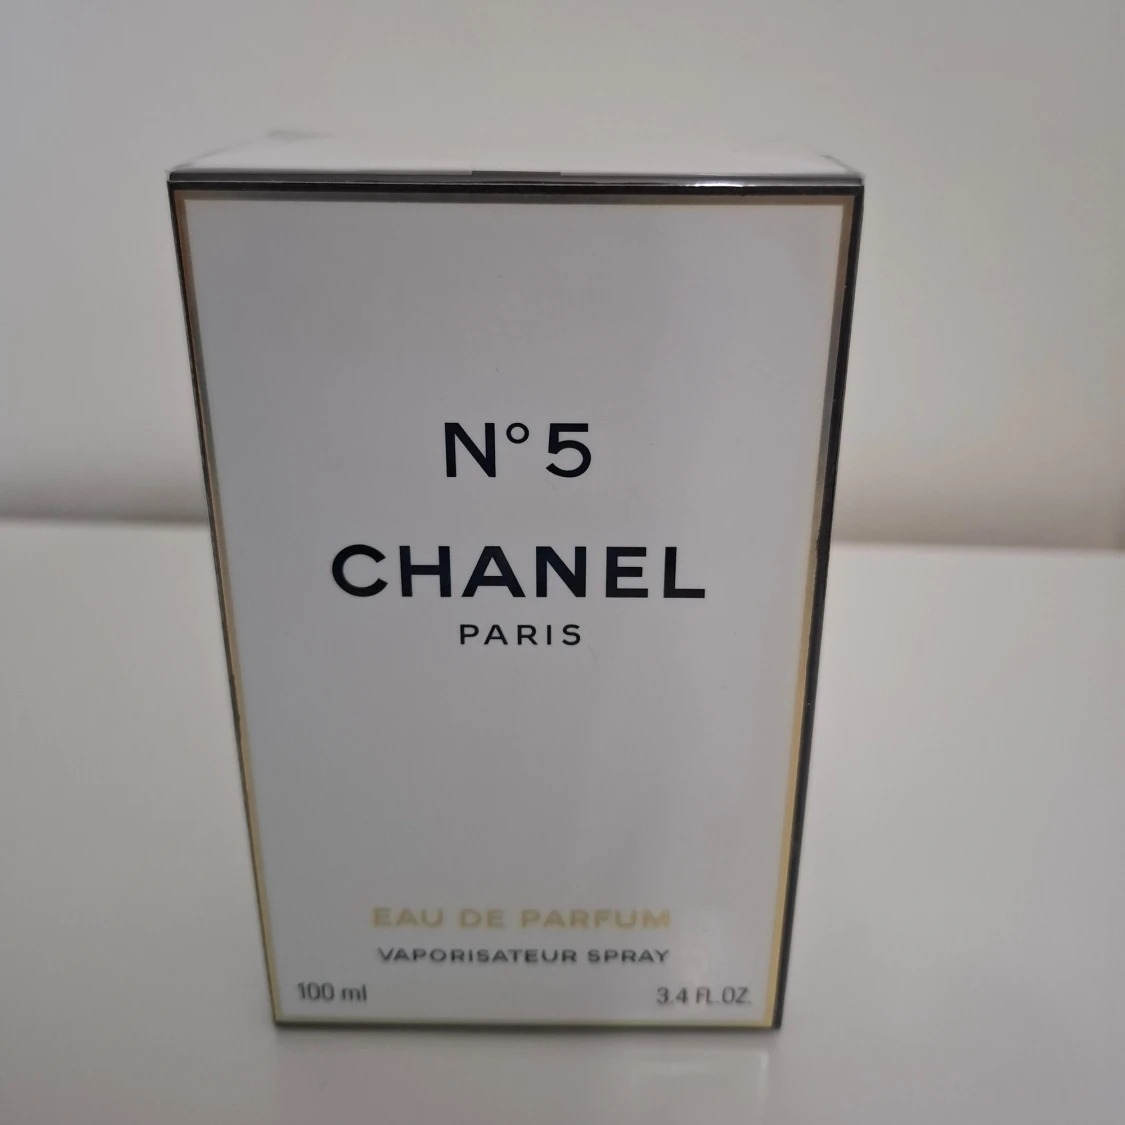 N°5
CHANEL
PARIS
EAU DE PARFUM
VAPORISATEUR SPRAY
100 ml 3.4 FL.OZ.